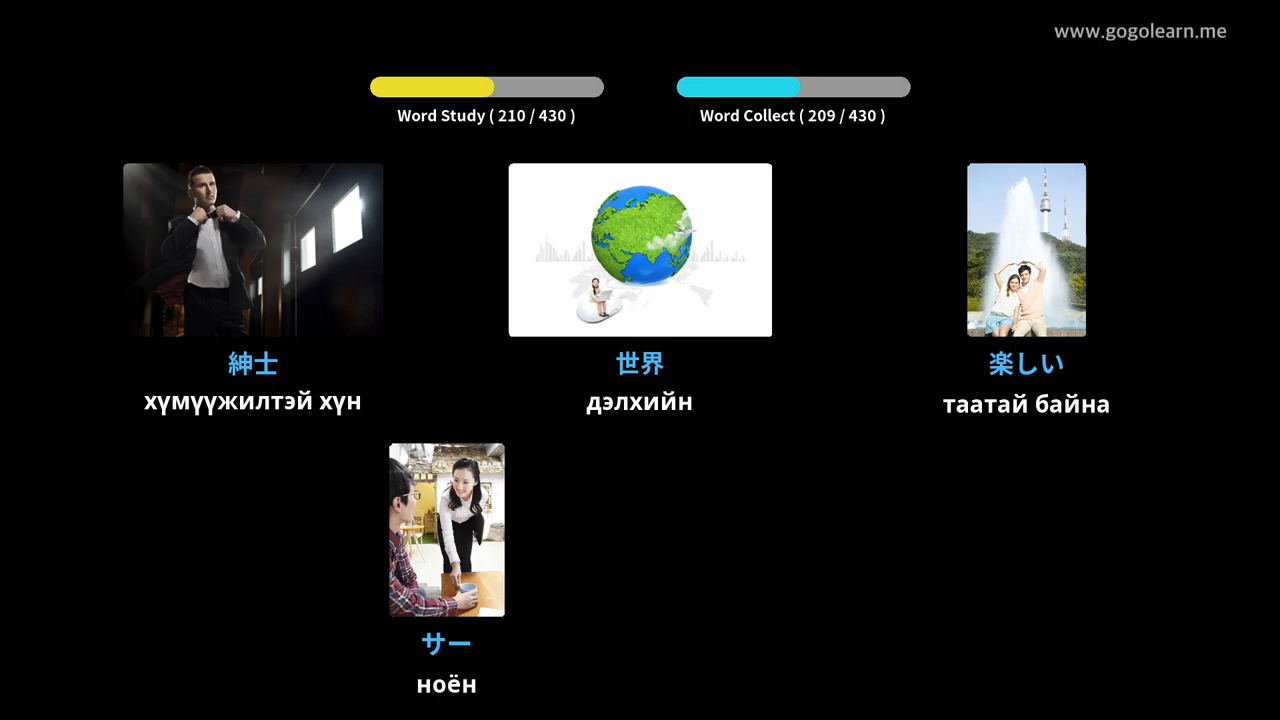 www.gogolearn.me
Word Study ( 210 / 430 )
Word Collect ( 209 / 430 )
紳士
хүмүүжилтэй хүн
世界
дэлхийн
楽しい
таатай байна
サー
ноён